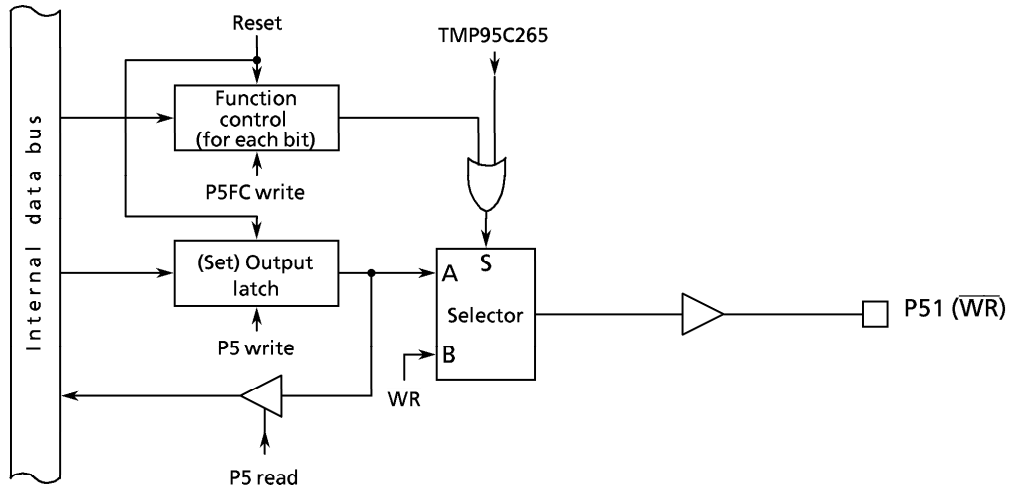 Reset
TMP95C265
Function
control
(for each bit)
P5FC write
Internal data bus
(Set) Output
latch
P5 write
S
A
Selector
B
WR
P51 (W̅R̅)
P5 read